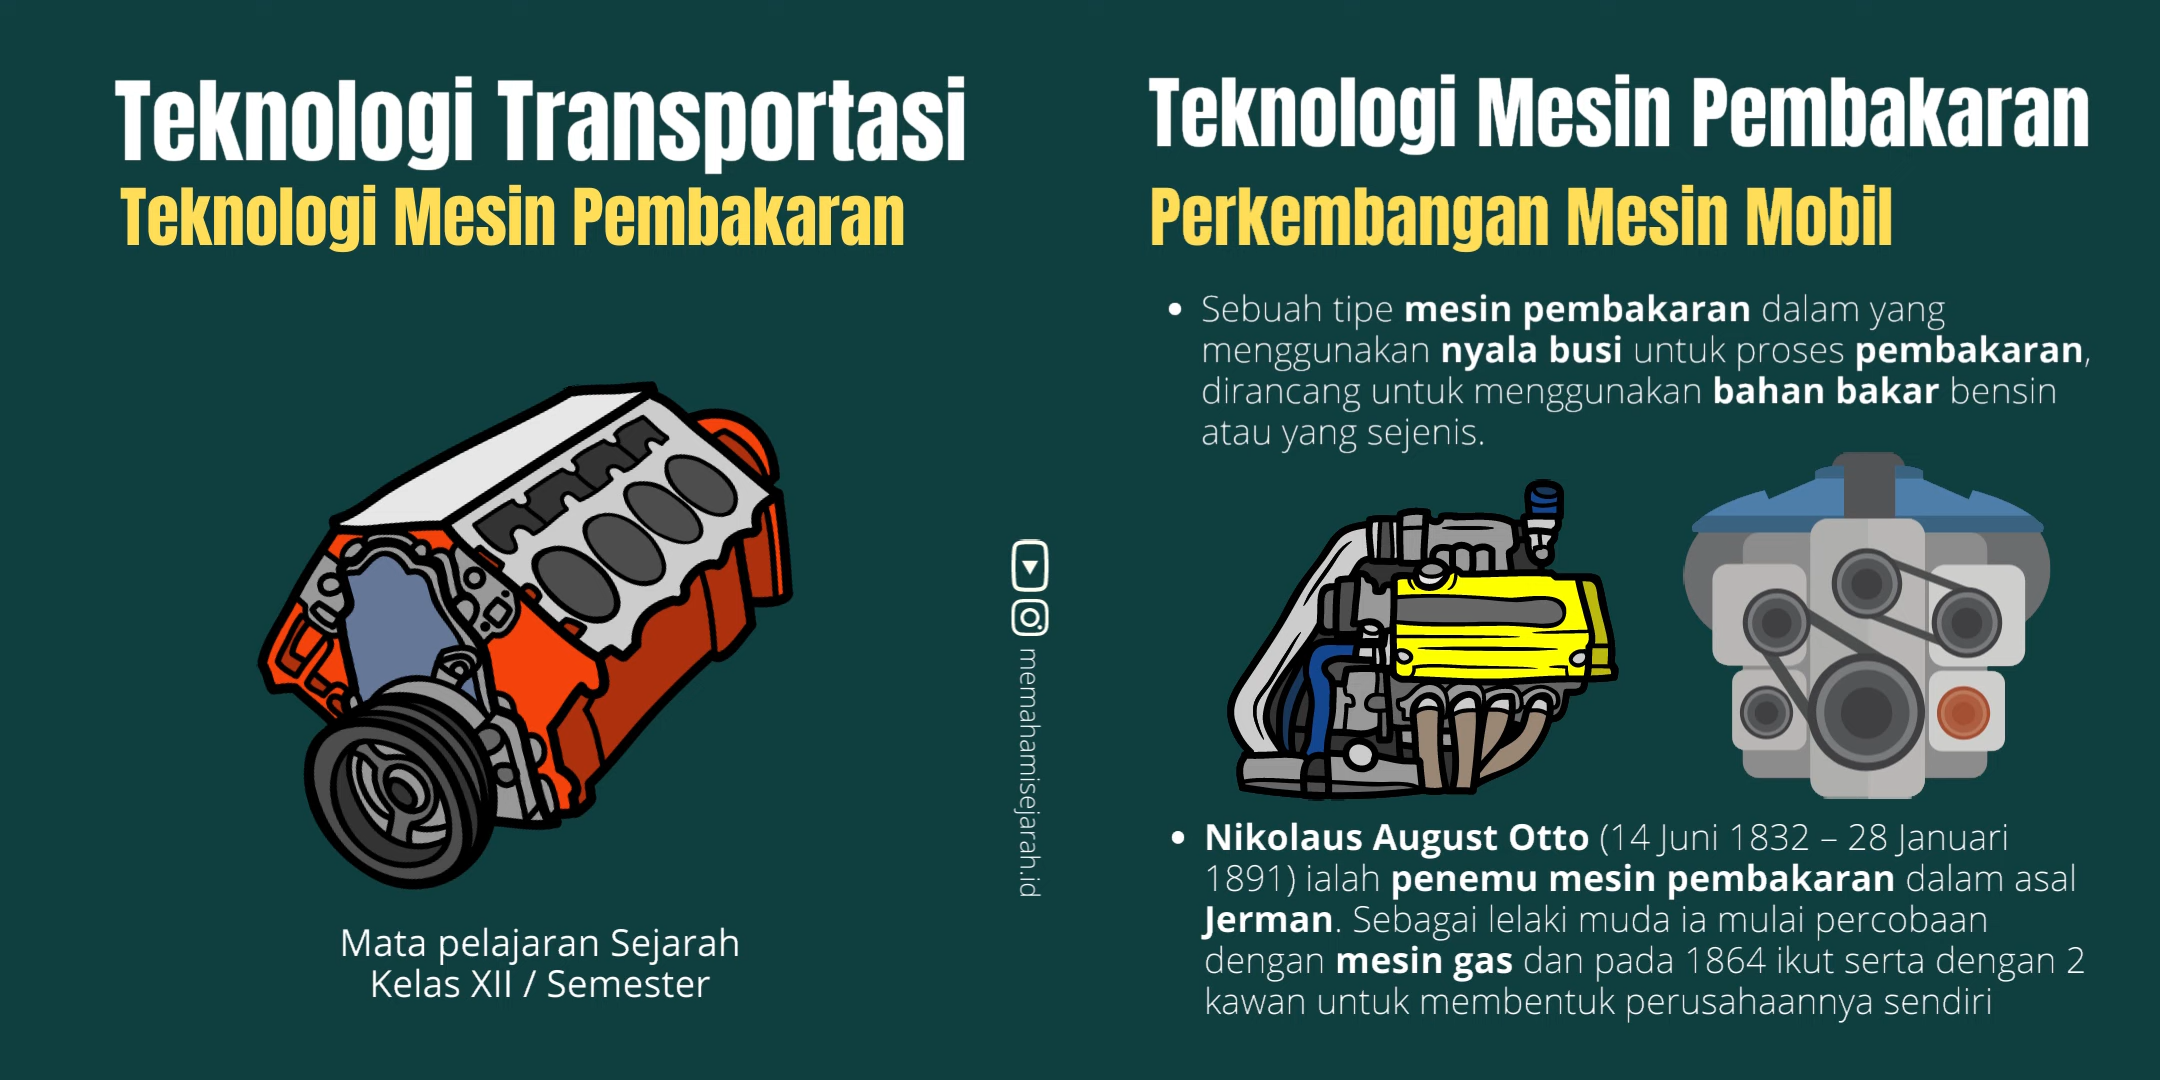 Teknologi Transportasi
Teknologi Mesin Pembakaran
Mata pelajaran Sejarah
Kelas XII / Semester
memahamisejarah.id
Teknologi Mesin Pembakaran
Perkembangan Mesin Mobil
• Sebuah tipe mesin pembakaran dalam yang
menggunakan nyala busi untuk proses pembakaran,
dirancang untuk menggunakan bahan bakar bensin
atau yang sejenis.
• Nikolaus August Otto (14 Juni 1832 – 28 Januari
1891) ialah penemu mesin pembakaran dalam asal
Jerman. Sebagai lelaki muda ia mulai percobaan
dengan mesin gas dan pada 1864 ikut serta dengan 2
kawan untuk membentuk perusahaannya sendiri